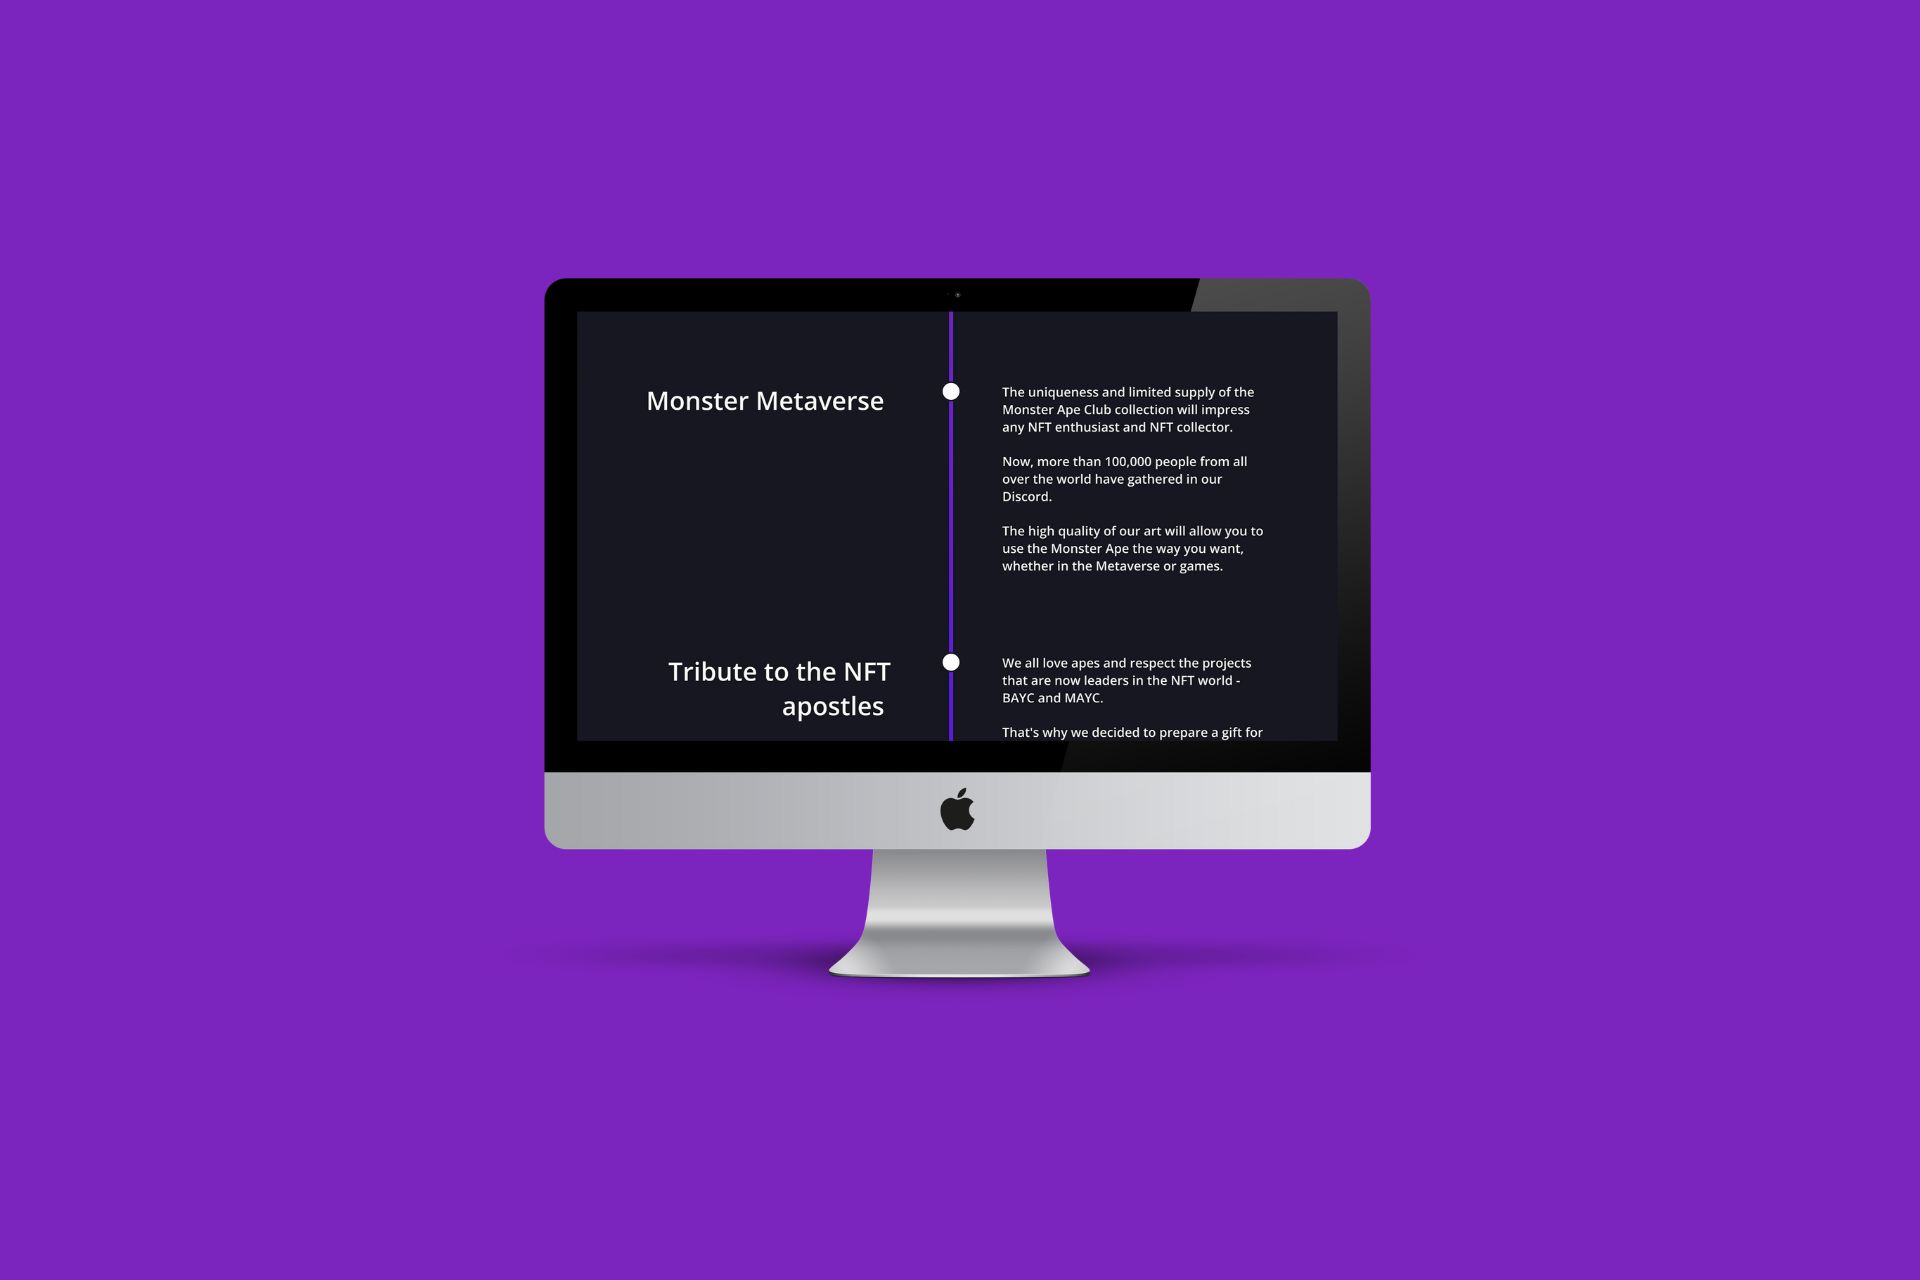 Monster Metaverse
The uniqueness and limited supply of the
Monster Ape Club collection will impress
any NFT enthusiast and NFT collector.
Now, more than 100,000 people from all
over the world have gathered in our
Discord.
The high quality of our art will allow you to
use the Monster Ape the way you want,
whether in the Metaverse or games.
Tribute to the NFT
apostles
We all love apes and respect the projects
that are now leaders in the NFT world -
BAYC and MAYC.
That's why we decided to prepare a gift for